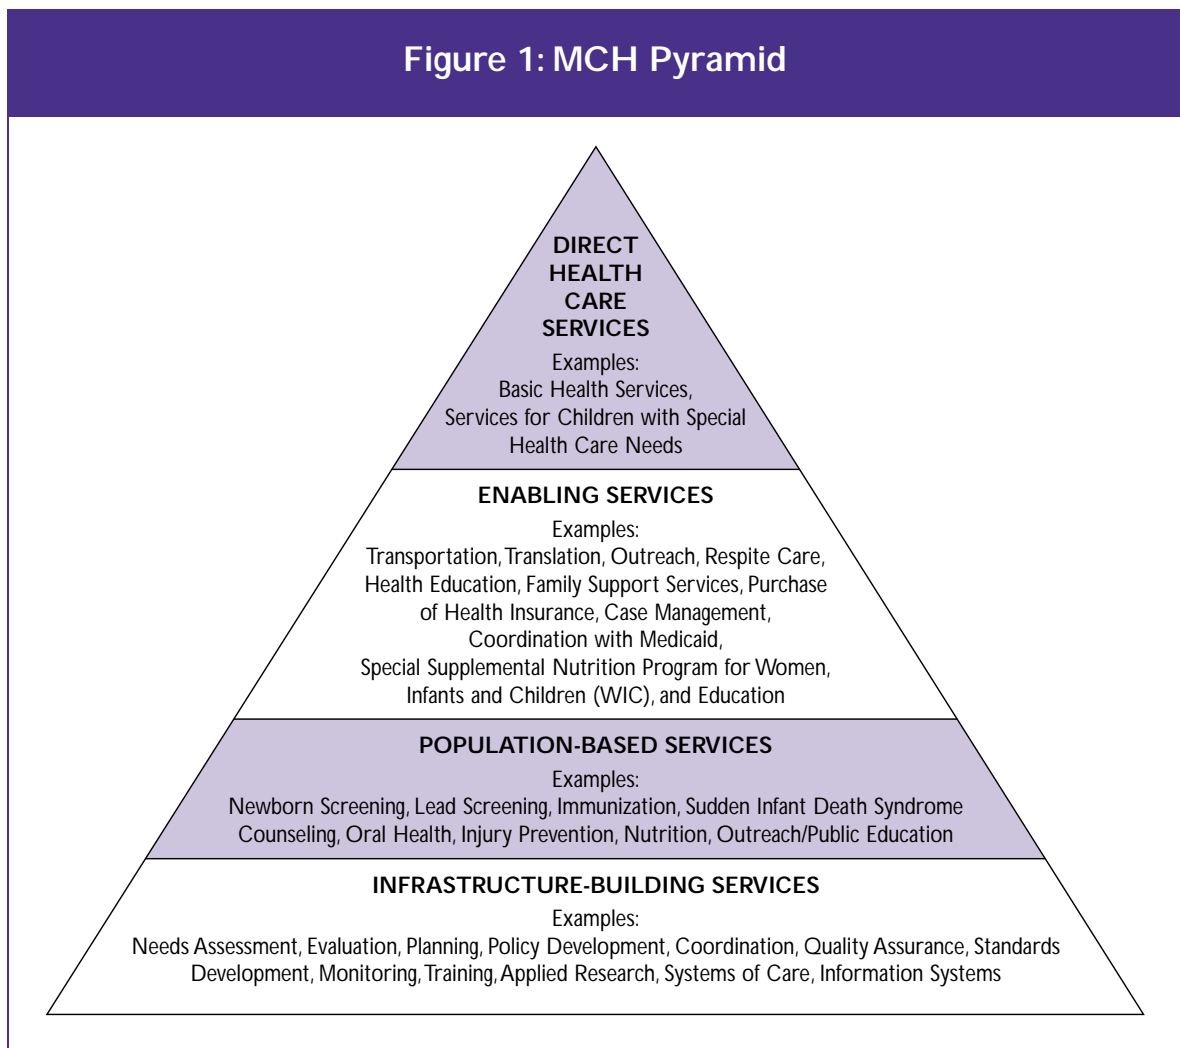 Figure 1: MCH Pyramid
DIRECT
HEALTH
CARE
SERVICES
Examples:
Basic Health Services,
Services for Children with Special
Health Care Needs
ENABLING SERVICES
Examples:
Transportation, Translation, Outreach, Respite Care,
Health Education, Family Support Services, Purchase
of Health Insurance, Case Management,
Coordination with Medicaid,
Special Supplemental Nutrition Program for Women,
Infants and Children (WIC), and Education
POPULATION-BASED SERVICES
Examples:
Newborn Screening, Lead Screening, Immunization, Sudden Infant Death Syndrome
Counseling, Oral Health, Injury Prevention, Nutrition, Outreach/Public Education
INFRASTRUCTURE-BUILDING SERVICES
Examples:
Needs Assessment, Evaluation, Planning, Policy Development, Coordination, Quality Assurance, Standards
Development, Monitoring, Training, Applied Research, Systems of Care, Information Systems